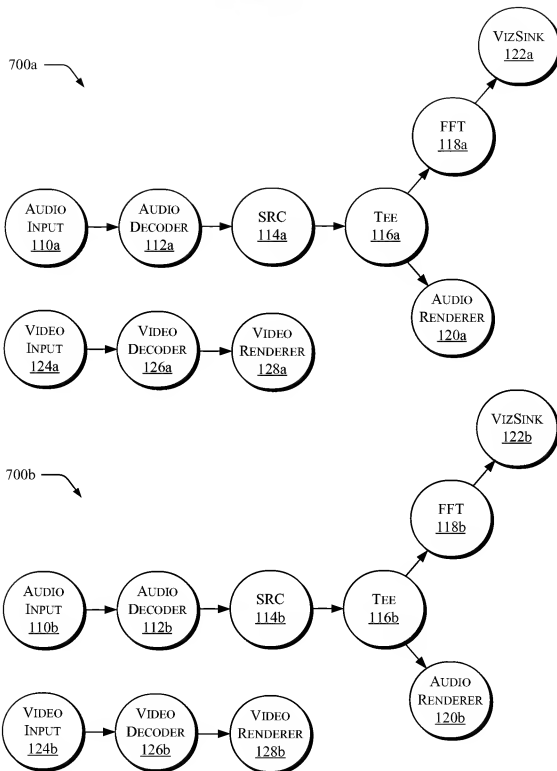 VIZSINK
122a
700a
FFT
118a
AUDIO
INPUT
110a
AUDIO
DECODER
112a
SRC
114a
TEE
116a
AUDIO
RENDERER
120a
VIDEO
INPUT
124a
VIDEO
DECODER
126a
VIDEO
RENDERER
128a
VIZSINK
122b
700b
FFT
118b
AUDIO
INPUT
110b
AUDIO
DECODER
112b
SRC
114b
TEE
116b
AUDIO
RENDERER
120b
VIDEO
INPUT
124b
VIDEO
DECODER
126b
VIDEO
RENDERER
128b